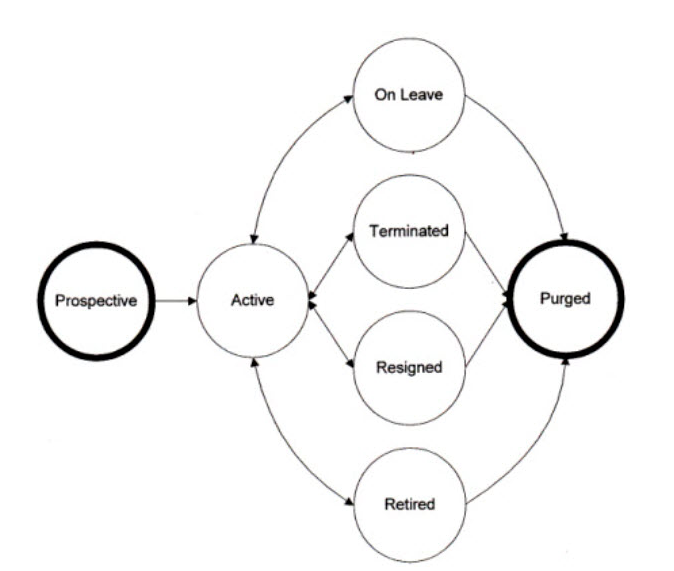 On Leave
Terminated
Prospective
Active
Purged
Resigned
Retired